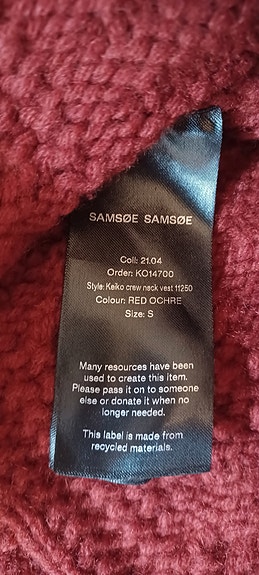 SAMSØE SAMSØE
Coll: 21.04
Order: KO14700
Style: Keiko crew neck vest 11250
Colour: RED OCHRE
Size: S
Many resources have been
used to create this item.
Please pass it on to someone
else or donate it when no
longer needed.
This label is made from
recycled materials.